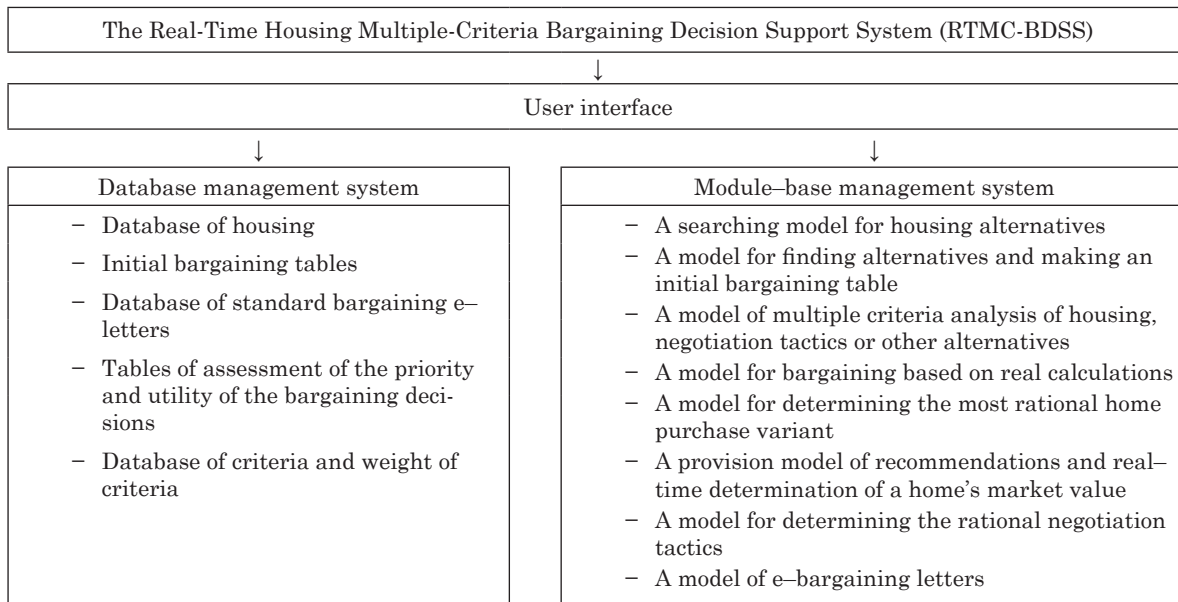 The Real-Time Housing Multiple-Criteria Bargaining Decision Support System (RTMC-BDSS)
↓
User interface
↓
↓
Database management system
– Database of housing
– Initial bargaining tables
– Database of standard bargaining e–
letters
– Tables of assessment of the priority
and utility of the bargaining deci-
sions
– Database of criteria and weight of
criteria
Module–base management system
– A searching model for housing alternatives
– A model for finding alternatives and making an
initial bargaining table
– A model of multiple criteria analysis of housing,
negotiation tactics or other alternatives
– A model for bargaining based on real calculations
– A model for determining the most rational home
purchase variant
– A provision model of recommendations and real–
time determination of a home's market value
– A model for determining the rational negotiation
tactics
– A model of e–bargaining letters